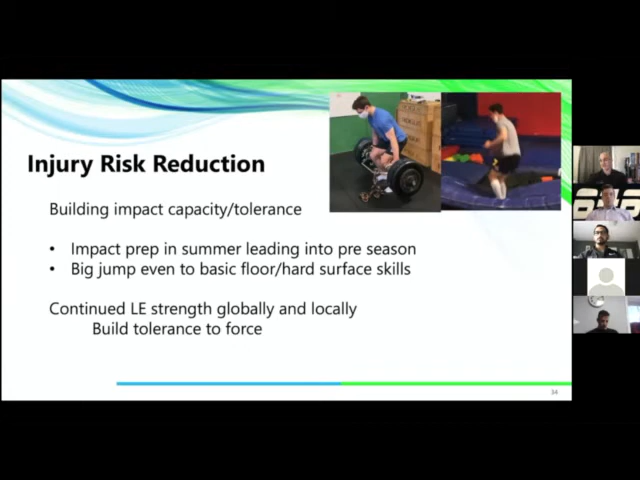 Injury Risk Reduction
Building impact capacity/tolerance
• Impact prep in summer leading into pre season
• Big jump even to basic floor/hard surface skills
Continued LE strength globally and locally
Build tolerance to force
34